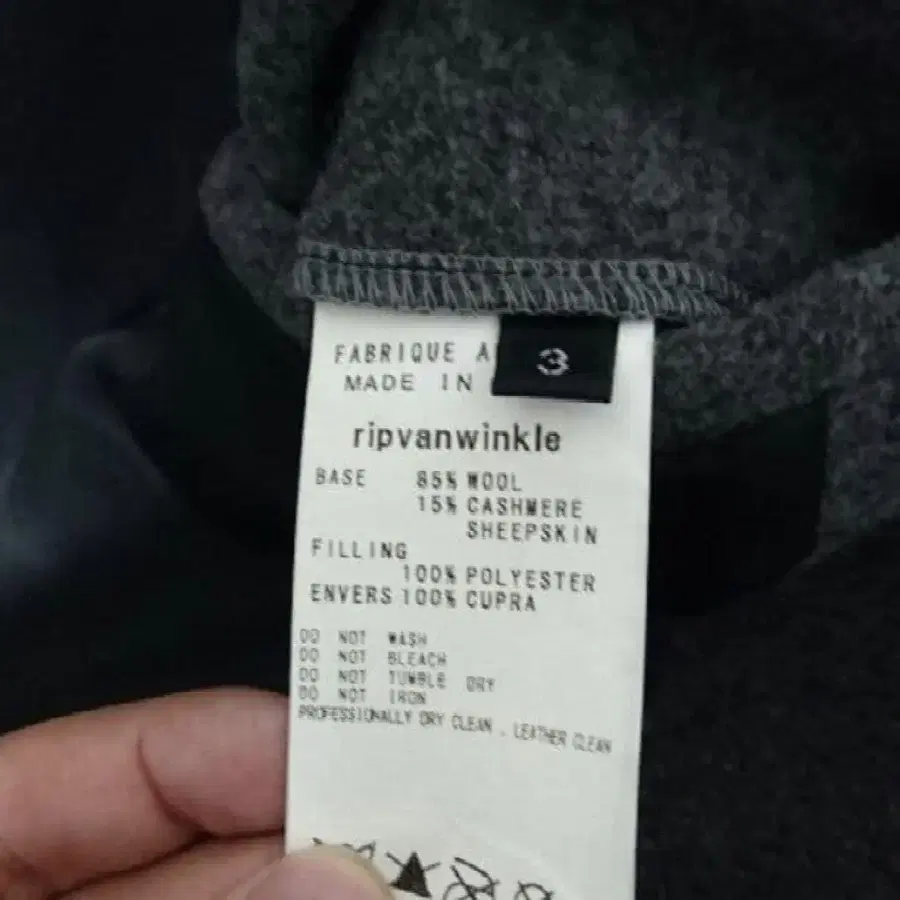 FABRIQUE A
3
MADE IN
ripvanwinkle
BASE 85% WOOL
15% CASHMERE
SHEEPSKIN
FILLING
100% POLYESTER
ENVERS 100% CUPRA
DO NOT WASH
DO NOT BLEACH
DO NOT TUMBLE DRY
DO NOT IRON
PROFESSIONALLY DRY CLEAN . LEATHER CLEAN